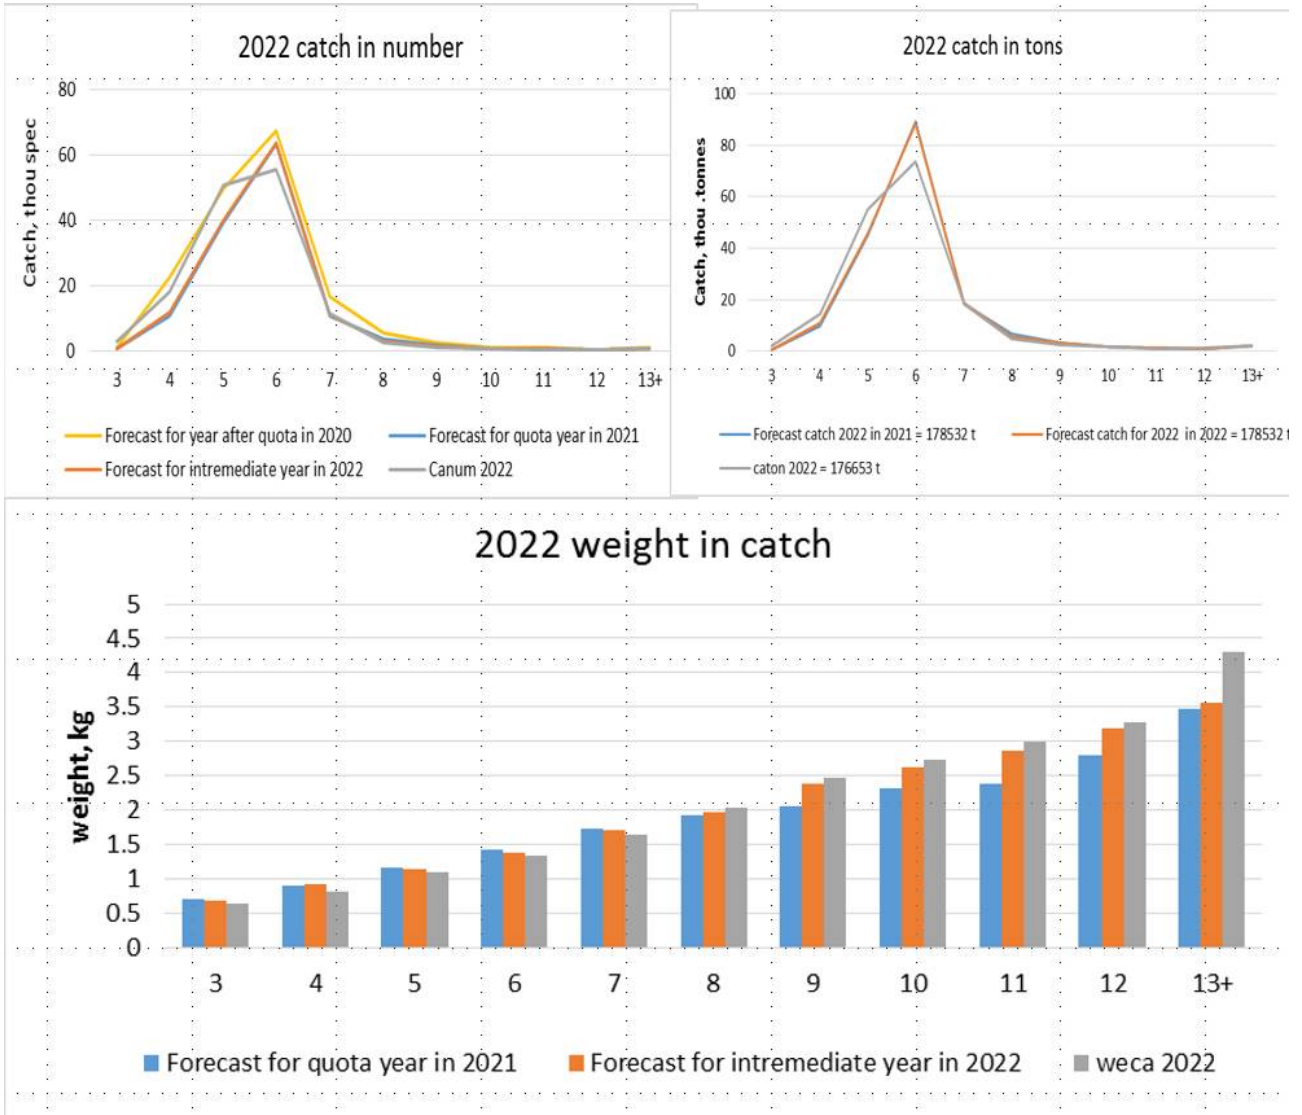 2022 catch in number
Catch, thou spec
80
60
40
20
0
3 4 5 6 7 8 9 10 11 12 13+
Forecast for year after quota in 2020 Forecast for quota year in 2021
Forecast for intremediate year in 2022 Canum 2022
2022 catch in tons
Catch, thou .tonnes
100
80
60
40
20
0
3 4 5 6 7 8 9 10 11 12 13+
Forecast catch 2022 in 2021 = 178532 t Forecast catch for 2022 in 2022 = 178532 t
caton 2022 = 176653 t
2022 weight in catch
weight, kg
5
4.5
4
3.5
3
2.5
2
1.5
1
0.5
0
3 4 5 6 7 8 9 10 11 12 13+
Forecast for quota year in 2021 Forecast for intremediate year in 2022 weca 2022